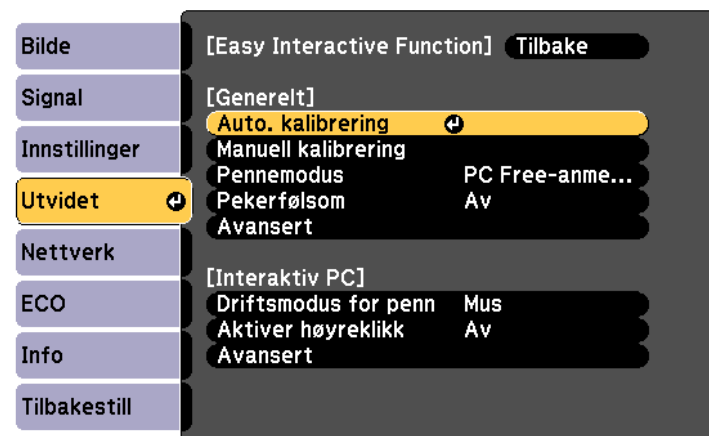 Bilde
Signal
Innstillinger
Utvidet
Nettverk
ECO
Info
Tilbakestill
[Easy Interactive Function] Tilbake
[Generelt]
Auto. kalibrering
Manuell kalibrering
Pennemodus PC Free-anme...
Pekerfølsom Av
Avansert
[Interaktiv PC]
Driftsmodus for penn Mus
Aktiver høyreklikk Av
Avansert